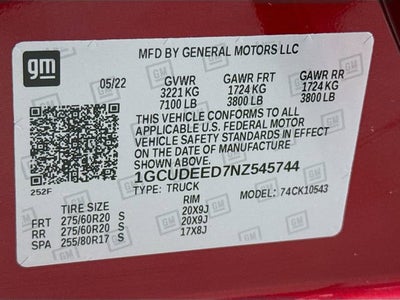 gm
MFD BY GENERAL MOTORS LLC
05/22 GVWR GAWR FRT GAWR RR
3221 KG 1724 KG 1724 KG
7100 LB 3800 LB 3800 LB
THIS VEHICLE CONFORMS TO ALL
APPLICABLE U.S. FEDERAL MOTOR
VEHICLE SAFETY STANDARDS IN EFFECT
ON THE DATE OF MANUFACTURE
SHOWN ABOVE.
252F 1GCUDEED7NZ545744
TYPE: TRUCK MODEL: 74CK10543
TIRE SIZE RIM
FRT 275/60R20 S 20X9J
RR 275/60R20 S 20X9J
SPA 255/80R17 S 17X8J